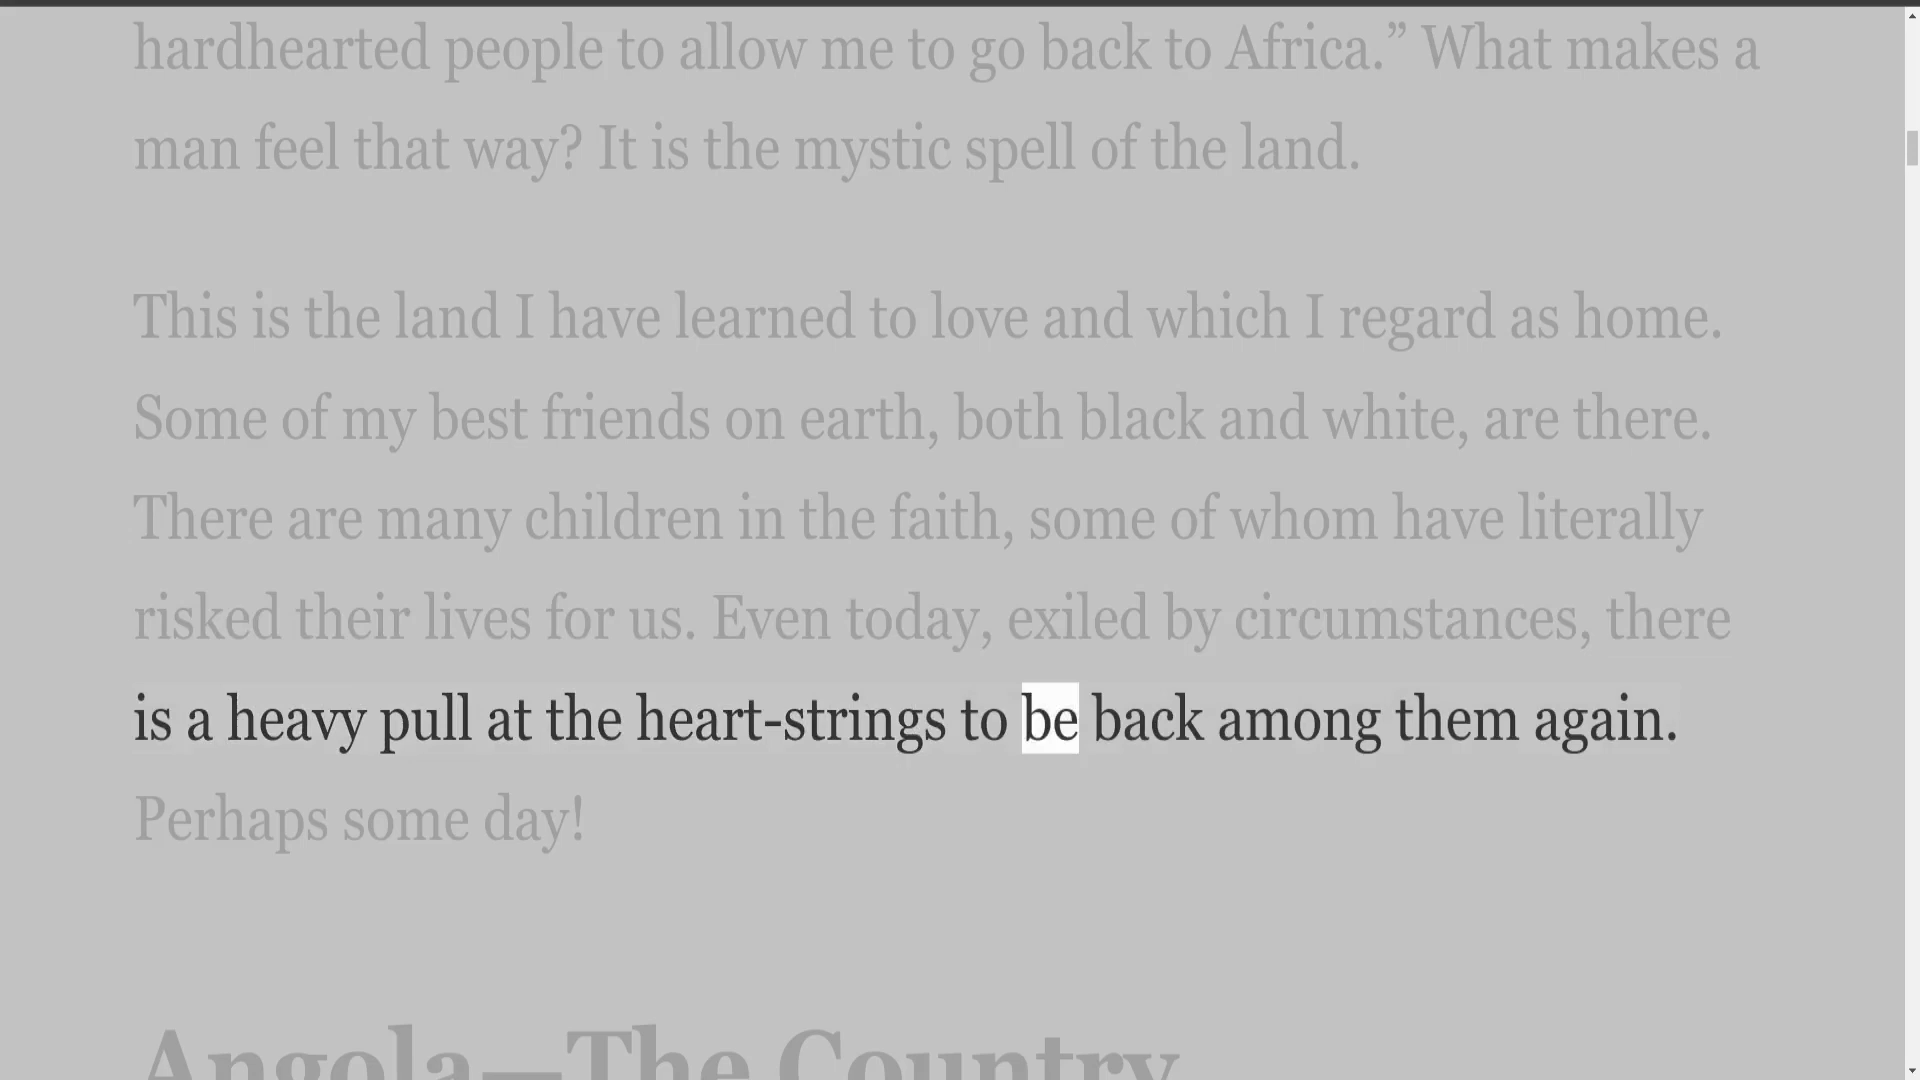 hardhearted people to allow me to go back to Africa.” What makes a
man feel that way? It is the mystic spell of the land.
This is the land I have learned to love and which I regard as home.
Some of my best friends on earth, both black and white, are there.
There are many children in the faith, some of whom have literally
risked their lives for us. Even today, exiled by circumstances, there
is a heavy pull at the heart-strings to be back among them again.
Perhaps some day!
Angola—The Country